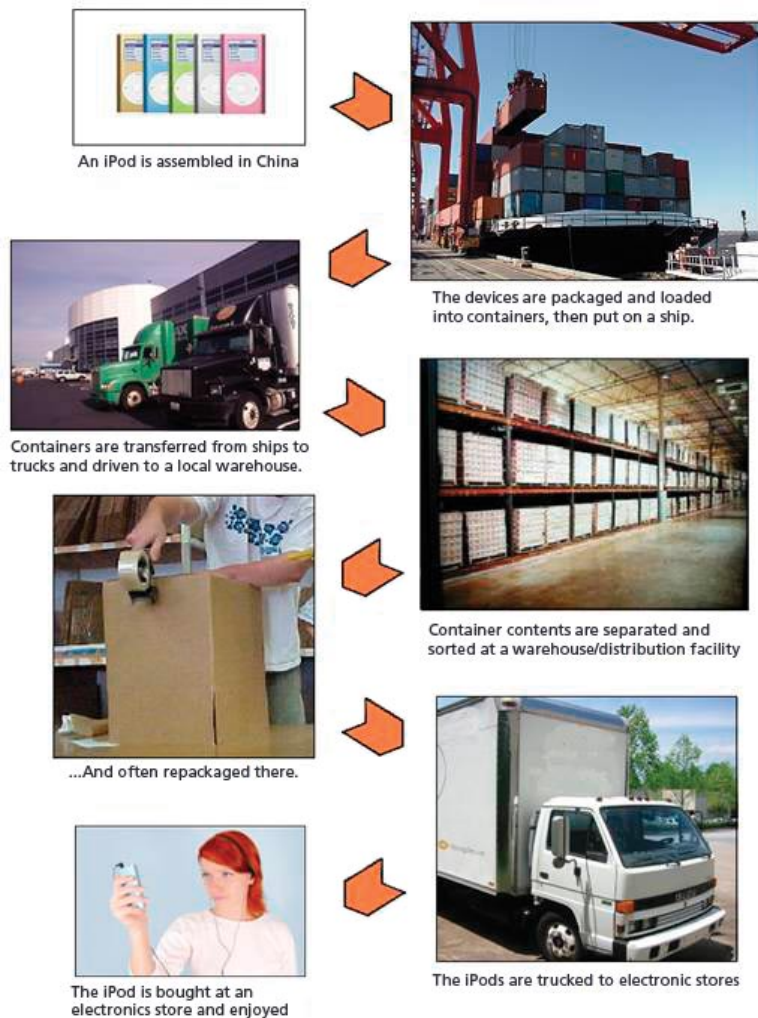 An iPod is assembled in China
The devices are packaged and loaded
into containers, then put on a ship.
Containers are transferred from ships to
trucks and driven to a local warehouse.
Container contents are separated and
sorted at a warehouse/distribution facility
...And often repackaged there.
The iPods are trucked to electronic stores
The iPod is bought at an
electronics store and enjoyed